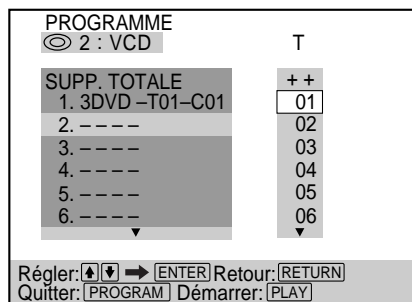 PROGRAMME
2 : VCD T
SUPP. TOTALE + +
1. 3DVD –T01–C01 01
2. – – – – 02
3. – – – – 03
4. – – – – 04
5. – – – – 05
6. – – – – 06
Régler: ENTER Retour: RETURN
Quitter: PROGRAM Démarrer: PLAY